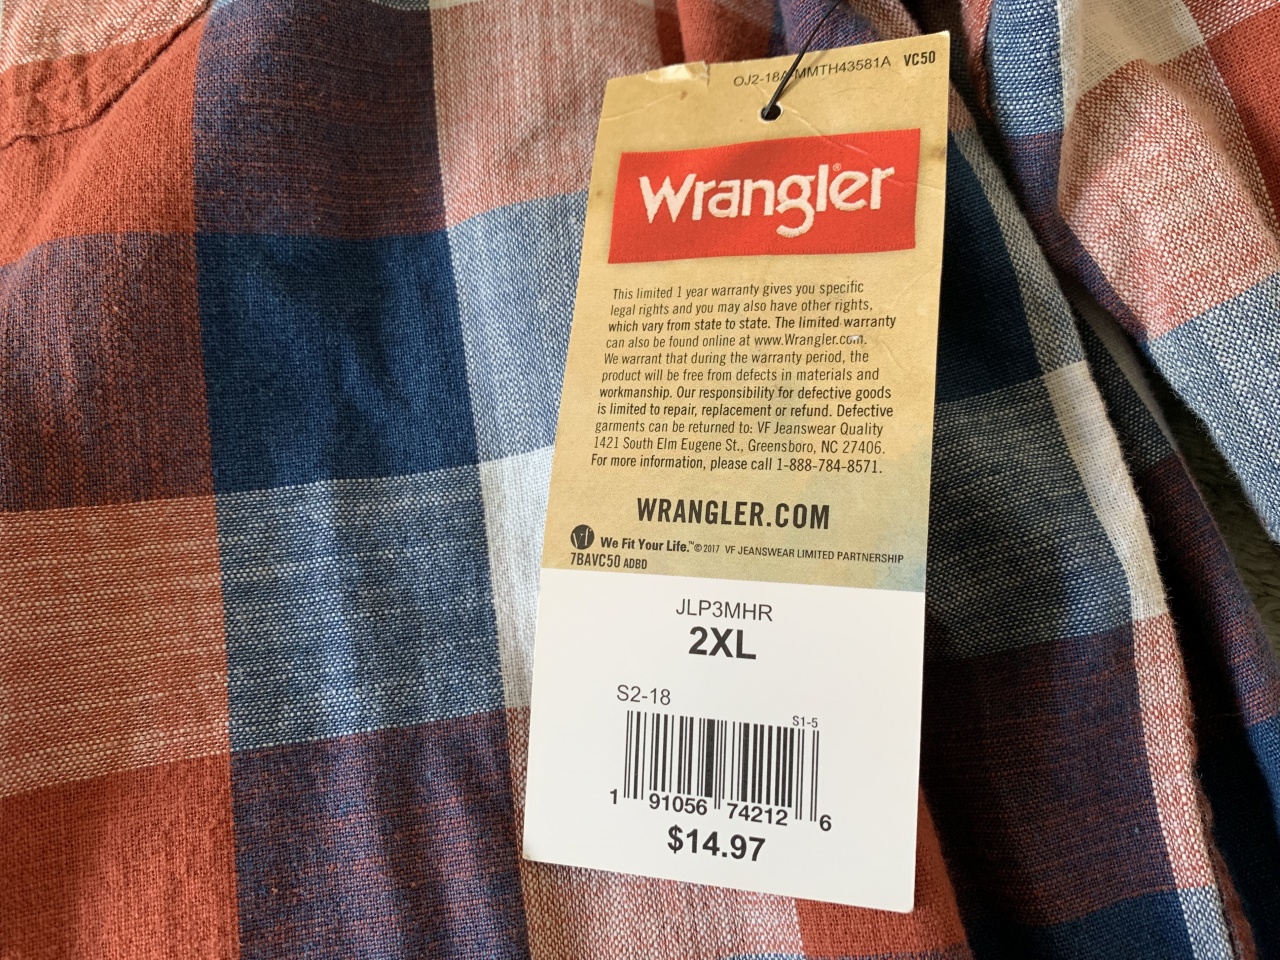 OJ2-18A-MMTH43581A VC50
Wrangler®
This limited 1 year warranty gives you specific
legal rights and you may also have other rights,
which vary from state to state. The limited warranty
can also be found online at www.Wrangler.com.
We warrant that during the warranty period, the
product will be free from defects in materials and
workmanship. Our responsibility for defective goods
is limited to repair, replacement or refund. Defective
garments can be returned to: VF Jeanswear Quality
1421 South Elm Eugene St., Greensboro, NC 27406.
For more information, please call 1-888-784-8571.
WRANGLER.COM
vf We Fit Your Life.™ © 2017 VF JEANSWEAR LIMITED PARTNERSHIP
7BAVC50 ADBD
JLP3MHR
2XL
S2-18
S1-5
1 91056 74212 6
$14.97